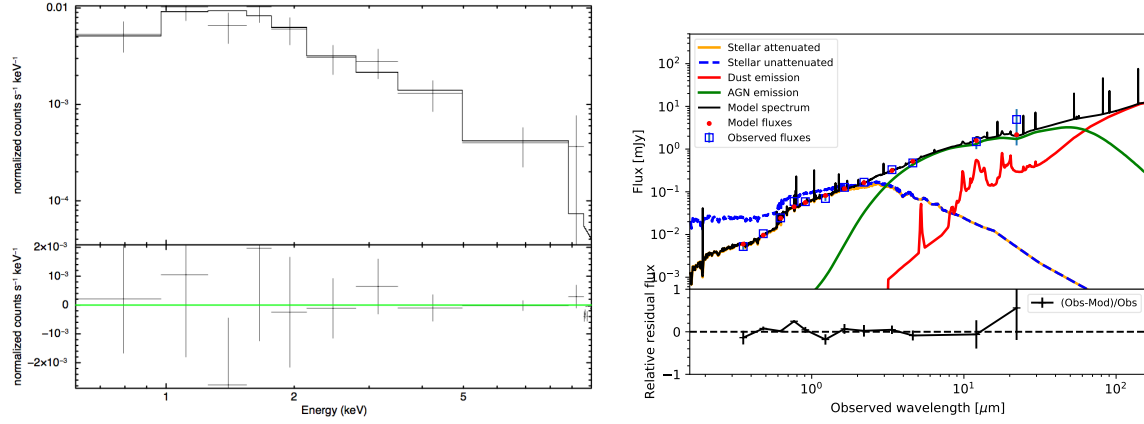 normalized counts s⁻¹ keV⁻¹
0.01
10⁻³
10⁻⁴
normalized counts s⁻¹ keV⁻¹
2×10⁻³
10⁻³
0
−10⁻³
−2×10⁻³
1
2
5
Energy (keV)
Stellar attenuated
Stellar unattenuated
Dust emission
AGN emission
Model spectrum
Model fluxes
Observed fluxes
Flux [mJy]
10²
10¹
10⁰
10⁻¹
10⁻²
10⁻³
Relative residual flux
1
0
−1
(Obs-Mod)/Obs
10⁰
10¹
10²
Observed wavelength [μm]